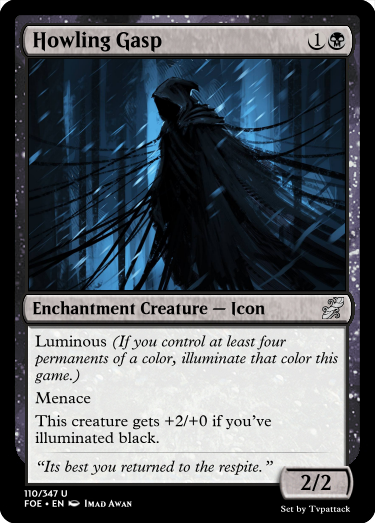 Howling Gasp 1
Enchantment Creature — Icon
Luminous (If you control at least four
permanents of a color, illuminate that color this
game.)
Menace
This creature gets +2/+0 if you've
illuminated black.
“Its best you returned to the respite.”
2/2
110/347 U
FOE • EN Imad Awan
Set by Tvpattack